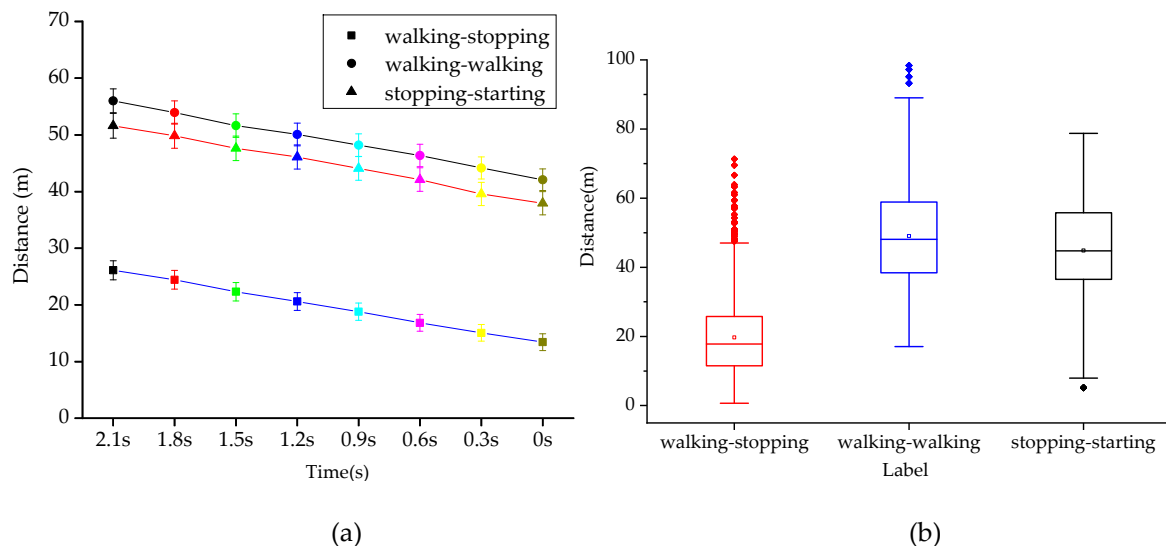 70
60
50
40
30
20
10
0
Distance (m)
walking-stopping
walking-walking
stopping-starting
2.1s 1.8s 1.5s 1.2s 0.9s 0.6s 0.3s 0s
Time(s)
(a)
100
80
60
40
20
0
Distance(m)
walking-stopping walking-walking stopping-starting
Label
(b)